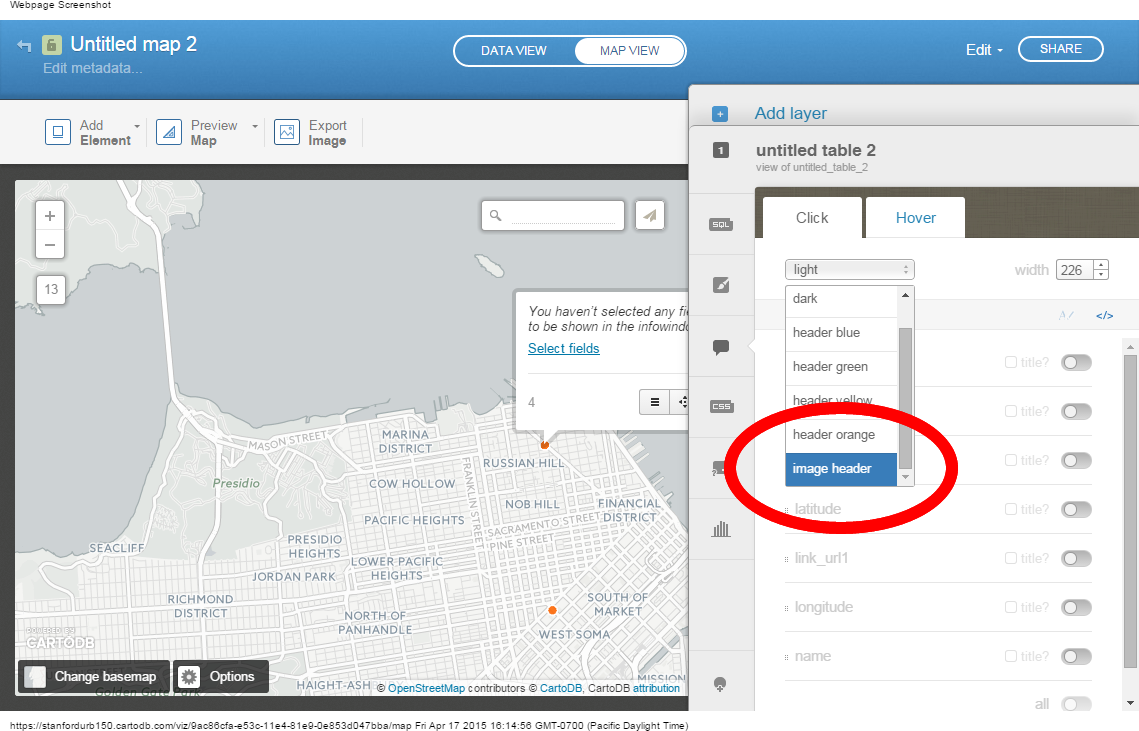 Webpage Screenshot
Untitled map 2
Edit metadata...
DATA VIEW
MAP VIEW
Edit
SHARE
Add
Element
Preview
Map
Export
Image
Add layer
1
untitled table 2
view of untitled_table_2
SQL
CSS
Click
Hover
light
width
226
dark
header blue
header green
header yellow
header orange
image header
</>
title?
title?
title?
latitude
title?
link_url1
title?
longitude
title?
name
title?
all
+
−
13
You haven't selected any
to be shown in the
Select fields
4
MASON STREET
MARINA
DISTRICT
RUSSIAN HILL
Presidio
COW HOLLOW
FRANKLIN STREET
NOB HILL
FINANCIAL
DISTRICT
PACIFIC HEIGHTS
SACRAMENTO STREET
PINE STREET
PRESIDIO
HEIGHTS
SEACLIFF
LOWER PACIFIC
HEIGHTS
JORDAN PARK
RICHMOND
DISTRICT
SOUTH OF
MARKET
NORTH OF
PANHANDLE
WEST SOMA
POWERED BY
CARTODB
MISSION
Change basemap
Options
Golden Gate Park
HAIGHT-ASH
© OpenStreetMap contributors © CartoDB, CartoDB attribution
https://stanfordurb150.cartodb.com/viz/9ac86cfa-e53c-11e4-81e9-0e853d047bba/map Fri Apr 17 2015 16:14:56 GMT-0700 (Pacific Daylight Time)